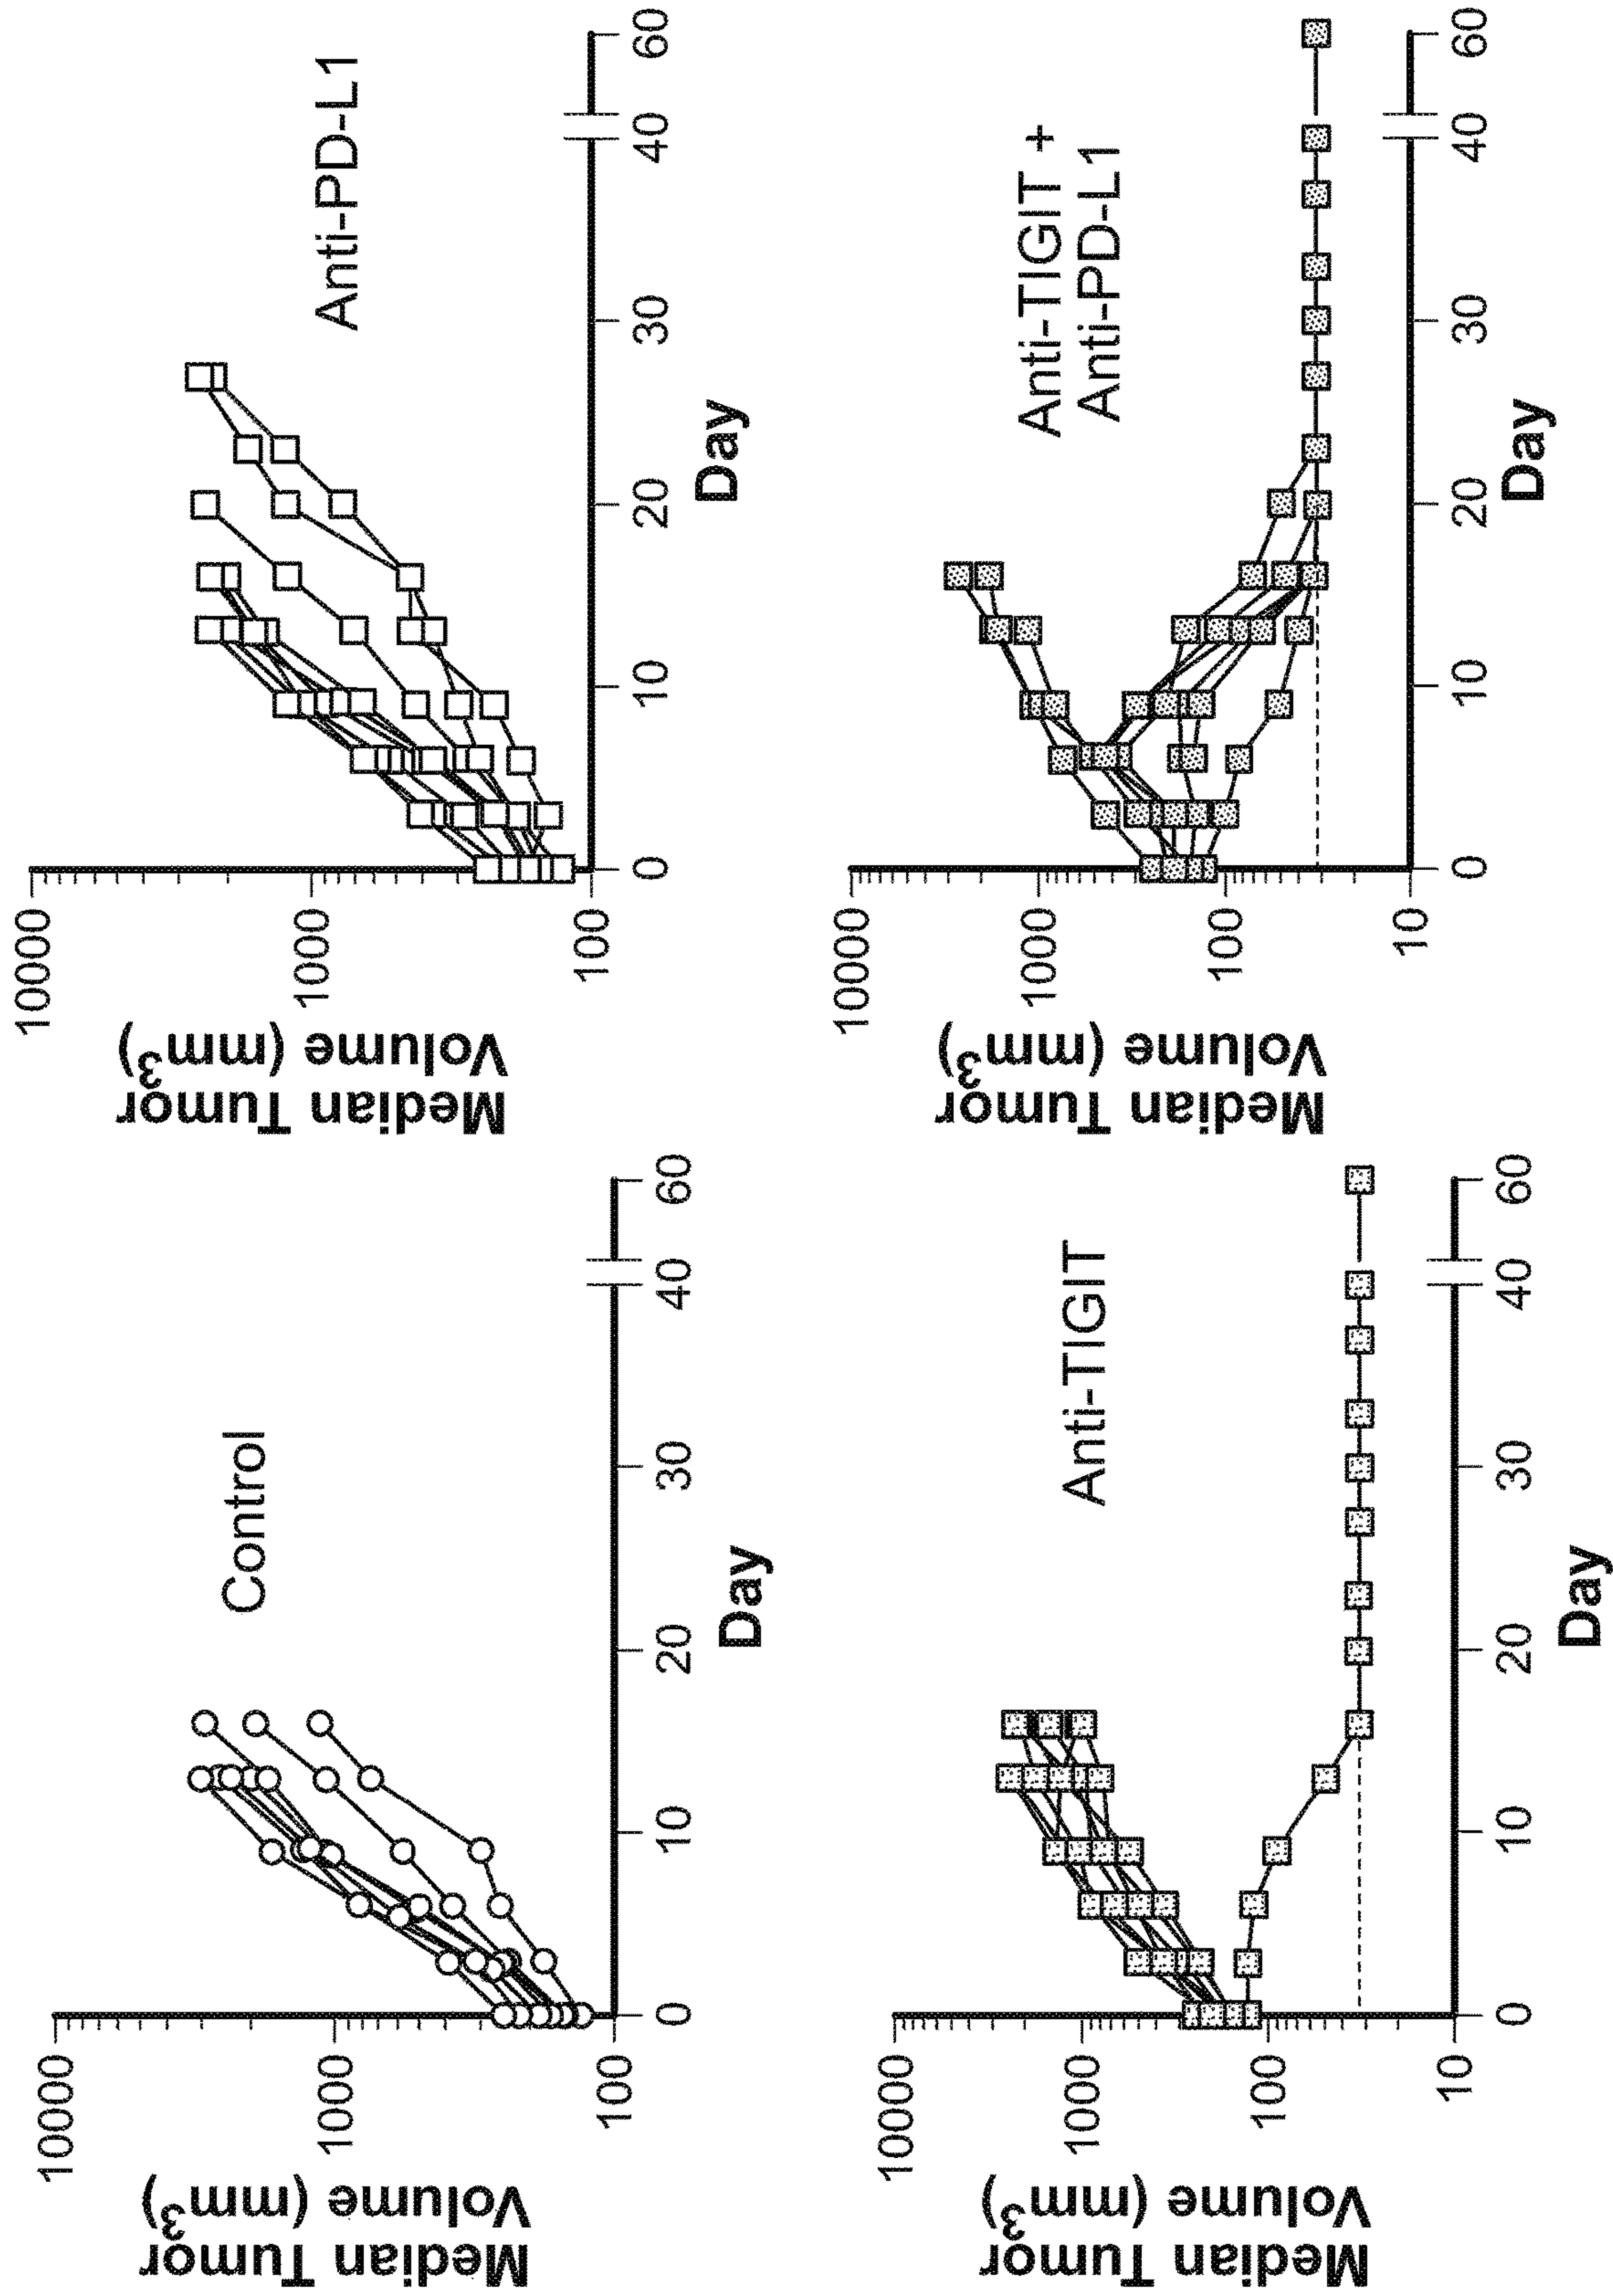 Median Tumor
Volume (mm³)
10000
1000
100
Control
0
10
20
30
40
60
Day
Median Tumor
Volume (mm³)
10000
1000
100
Anti-PD-L1
0
10
20
30
40
60
Day
Median Tumor
Volume (mm³)
10000
1000
100
10
Anti-TIGIT
0
10
20
30
40
60
Day
Median Tumor
Volume (mm³)
10000
1000
100
10
Anti-TIGIT +
Anti-PD-L1
0
10
20
30
40
60
Day